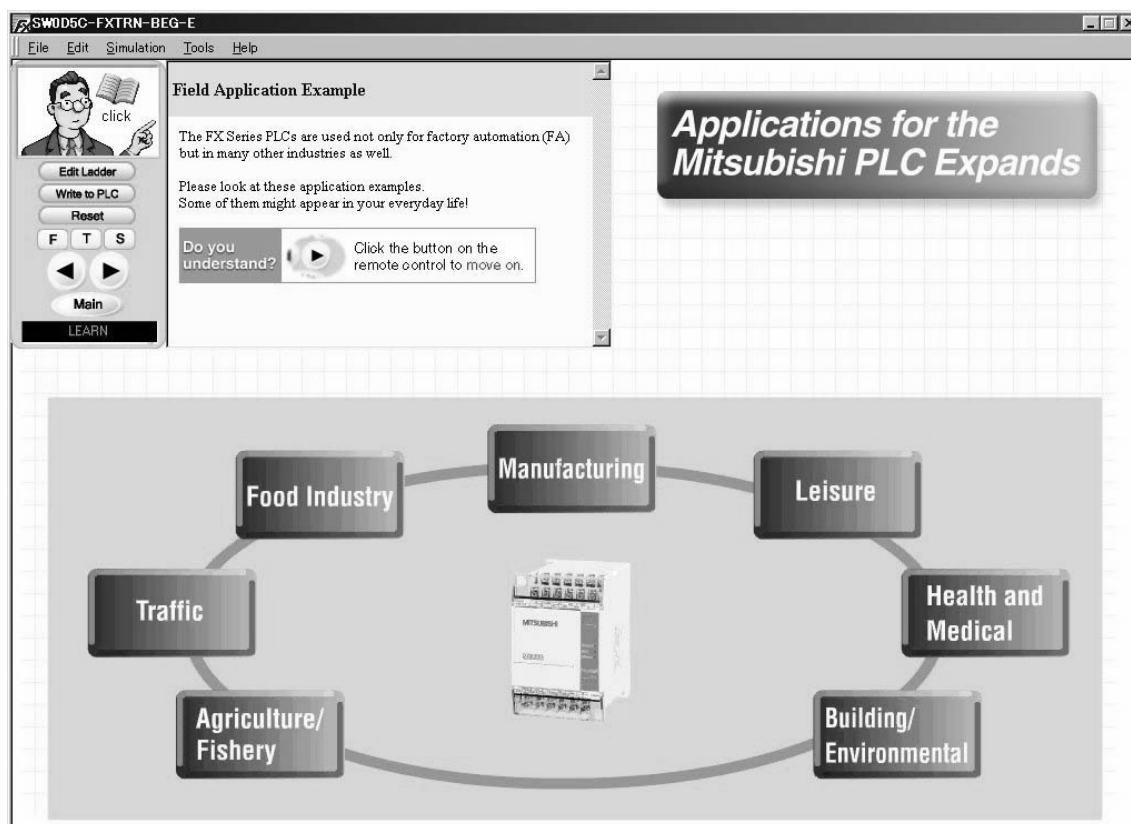 SW0D5C-FXTRN-BEG-E
File Edit Simulation Tools Help
click
Edit Ladder
Write to PLC
Reset
F T S
Main
LEARN
Field Application Example
The FX Series PLCs are used not only for factory automation (FA)
but in many other industries as well.
Please look at these application examples.
Some of them might appear in your everyday life!
Do you
understand?
Click the button on the
remote control to move on.
Applications for the
Mitsubishi PLC Expands
Manufacturing
Food Industry
Leisure
Traffic
Health and
Medical
Agriculture/
Fishery
Building/
Environmental
MITSUBISHI